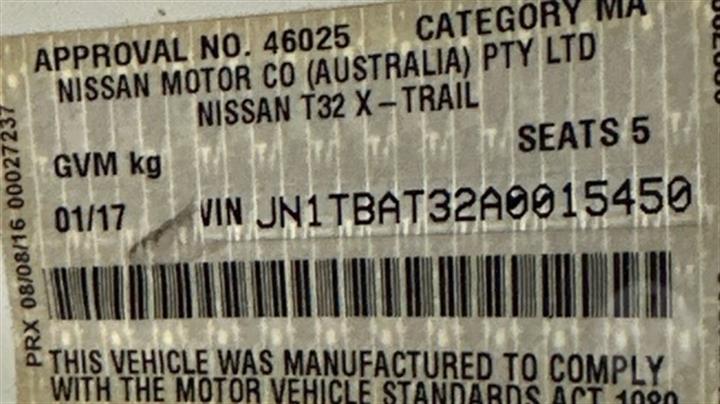 APPROVAL NO. 46025 CATEGORY MA
NISSAN MOTOR CO (AUSTRALIA) PTY LTD
NISSAN T32 X-TRAIL
SEATS 5
GVM kg
01/17 VIN JN1TBAT32A0015450
PRX 08/08/16 00027237
THIS VEHICLE WAS MANUFACTURED TO COMPLY
WITH THE MOTOR VEHICLE STANDARDS ACT 1989